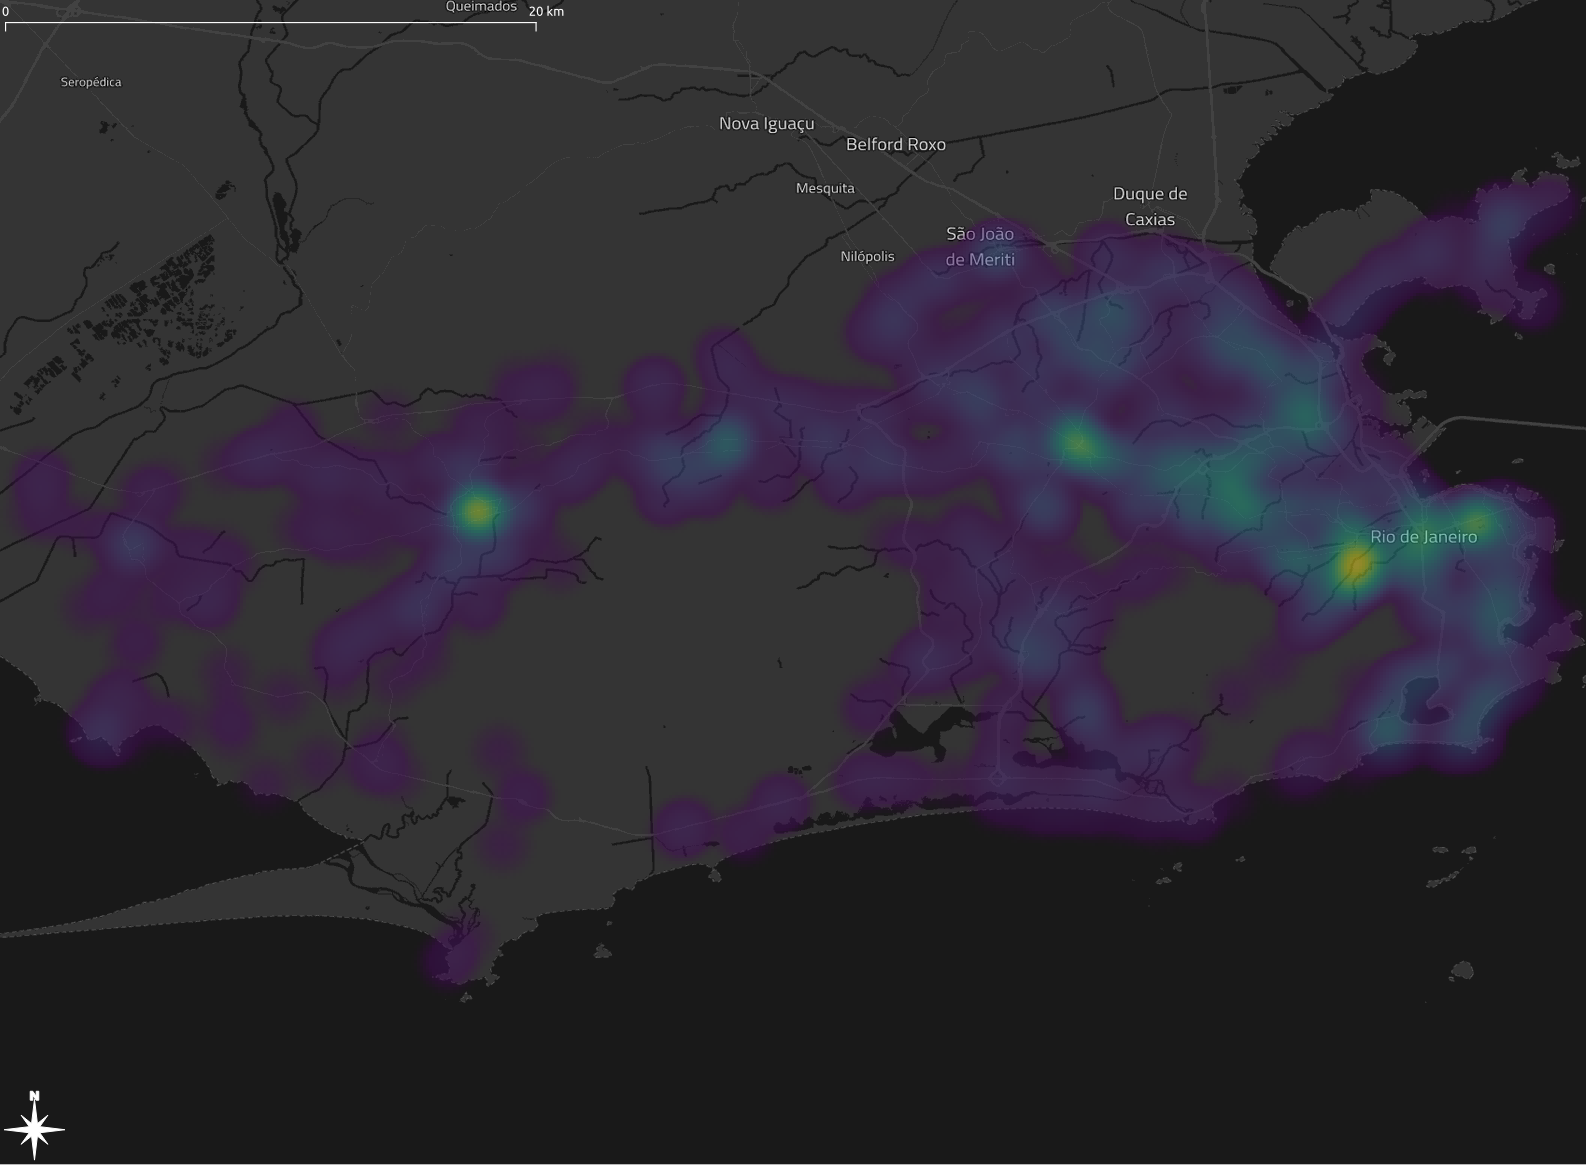 Queimados
0
20 km
Seropédica
Nova Iguaçu
Belford Roxo
Mesquita
Duque de
Caxias
São João
de Meriti
Nilópolis
Rio de Janeiro
N